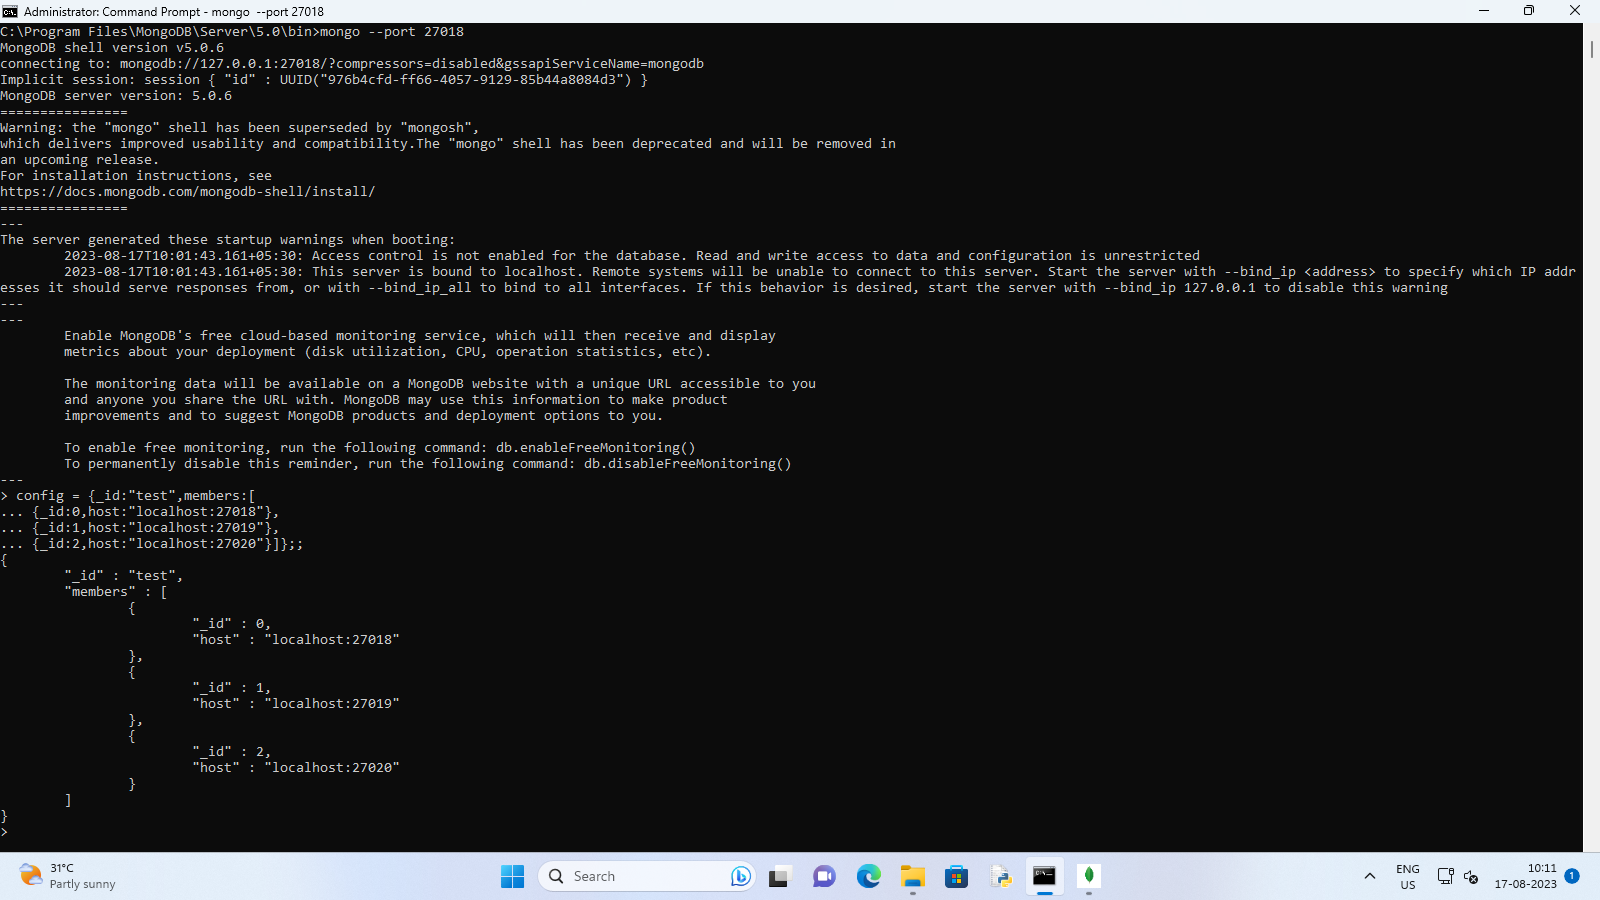 Administrator: Command Prompt - mongo  --port 27018
C:\Program Files\MongoDB\Server\5.0\bin>mongo --port 27018
MongoDB shell version v5.0.6
connecting to: mongodb://127.0.0.1:27018/?compressors=disabled&gssapiServiceName=mongodb
Implicit session: session { "id" : UUID("976b4cfd-ff66-4057-9129-85b44a8084d3") }
MongoDB server version: 5.0.6
================
Warning: the "mongo" shell has been superseded by "mongosh",
which delivers improved usability and compatibility.The "mongo" shell has been deprecated and will be removed in
an upcoming release.
For installation instructions, see
https://docs.mongodb.com/mongodb-shell/install/
================
---
The server generated these startup warnings when booting:
        2023-08-17T10:01:43.161+05:30: Access control is not enabled for the database. Read and write access to data and configuration is unrestricted
        2023-08-17T10:01:43.161+05:30: This server is bound to localhost. Remote systems will be unable to connect to this server. Start the server with --bind_ip <address> to specify which IP addr
esses it should serve responses from, or with --bind_ip_all to bind to all interfaces. If this behavior is desired, start the server with --bind_ip 127.0.0.1 to disable this warning
---
---
        Enable MongoDB's free cloud-based monitoring service, which will then receive and display
        metrics about your deployment (disk utilization, CPU, operation statistics, etc).

        The monitoring data will be available on a MongoDB website with a unique URL accessible to you
        and anyone you share the URL with. MongoDB may use this information to make product
        improvements and to suggest MongoDB products and deployment options to you.

        To enable free monitoring, run the following command: db.enableFreeMonitoring()
        To permanently disable this reminder, run the following command: db.disableFreeMonitoring()
---
> config = {_id:"test",members:[
... {_id:0,host:"localhost:27018"},
... {_id:1,host:"localhost:27019"},
... {_id:2,host:"localhost:27020"}]};;
{
        "_id" : "test",
        "members" : [
                {
                        "_id" : 0,
                        "host" : "localhost:27018"
                },
                {
                        "_id" : 1,
                        "host" : "localhost:27019"
                },
                {
                        "_id" : 2,
                        "host" : "localhost:27020"
                }
        ]
}
>
31°C
Partly sunny
Search
ENG
US
10:11
17-08-2023
1